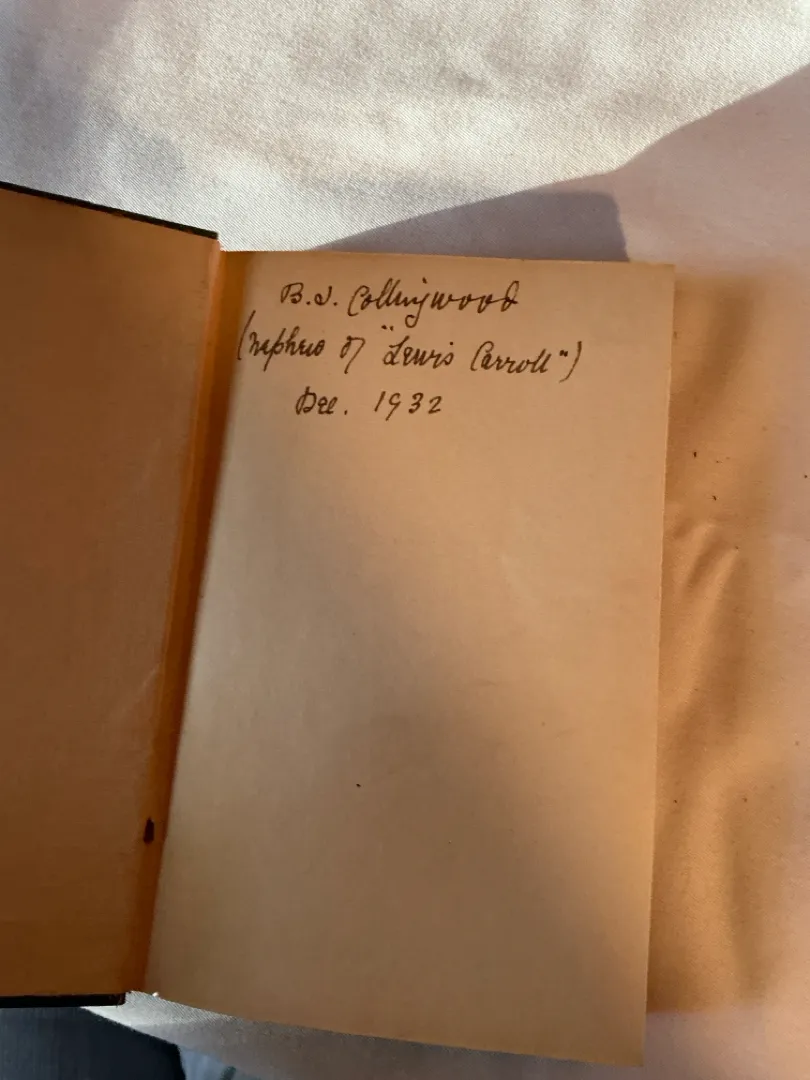 B.J. Collingwood
(nephew of "Lewis Carroll")
Dec. 1932